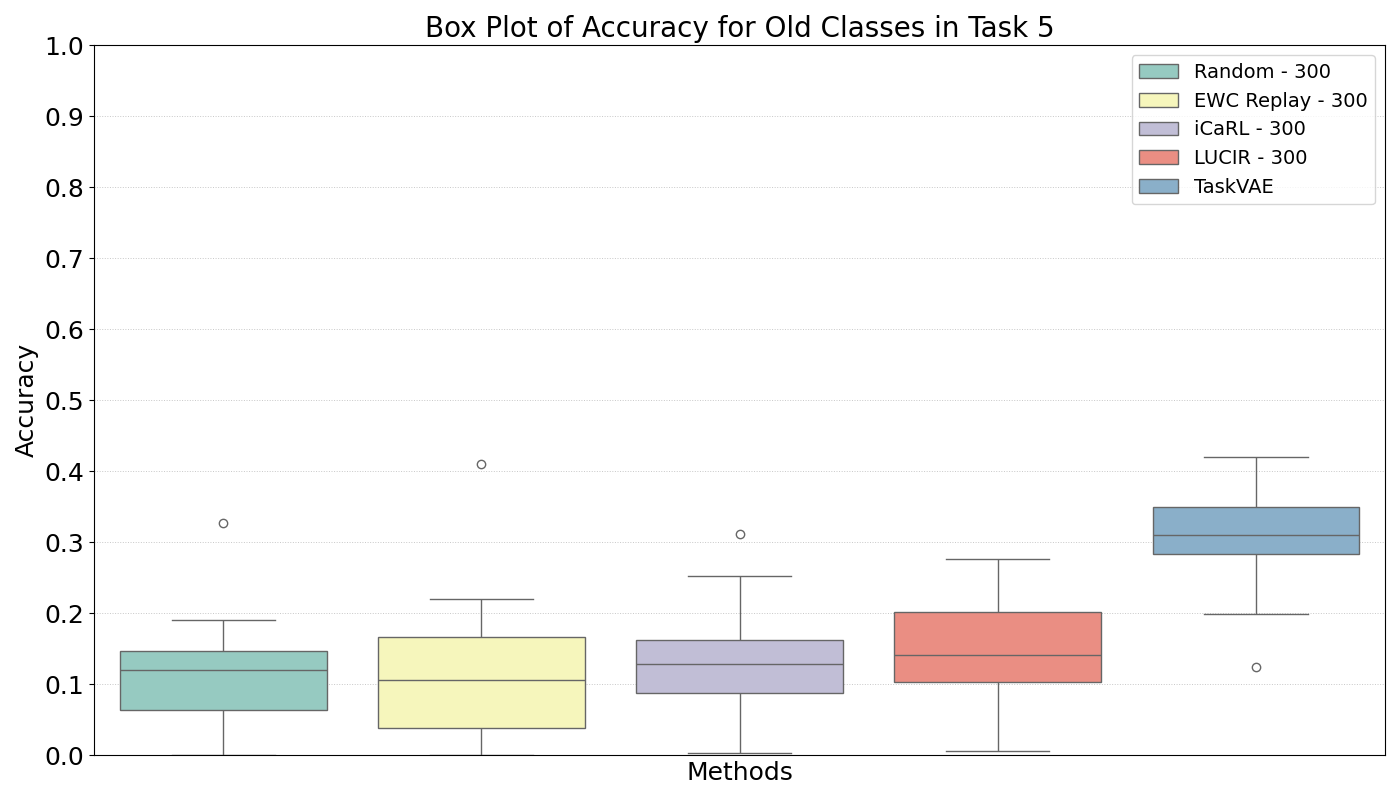 Box Plot of Accuracy for Old Classes in Task 5
1.0
0.9
0.8
0.7
0.6
0.5
0.4
0.3
0.2
0.1
0.0
Accuracy
Methods
Random - 300
EWC Replay - 300
iCaRL - 300
LUCIR - 300
TaskVAE